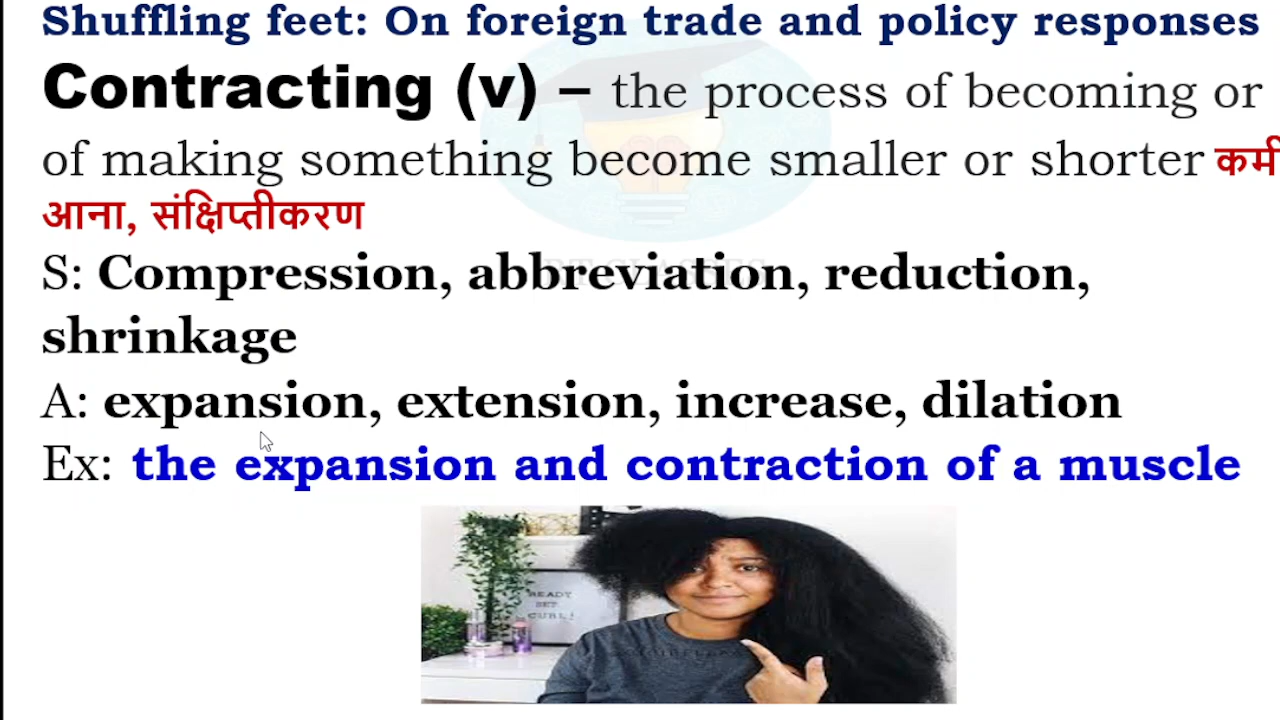 Shuffling feet: On foreign trade and policy responses
Contracting (v) – the process of becoming or
of making something become smaller or shorter कमी
आना, संक्षिप्तीकरण
S: Compression, abbreviation, reduction,
shrinkage
A: expansion, extension, increase, dilation
Ex: the expansion and contraction of a muscle
READY
SET
CURL!